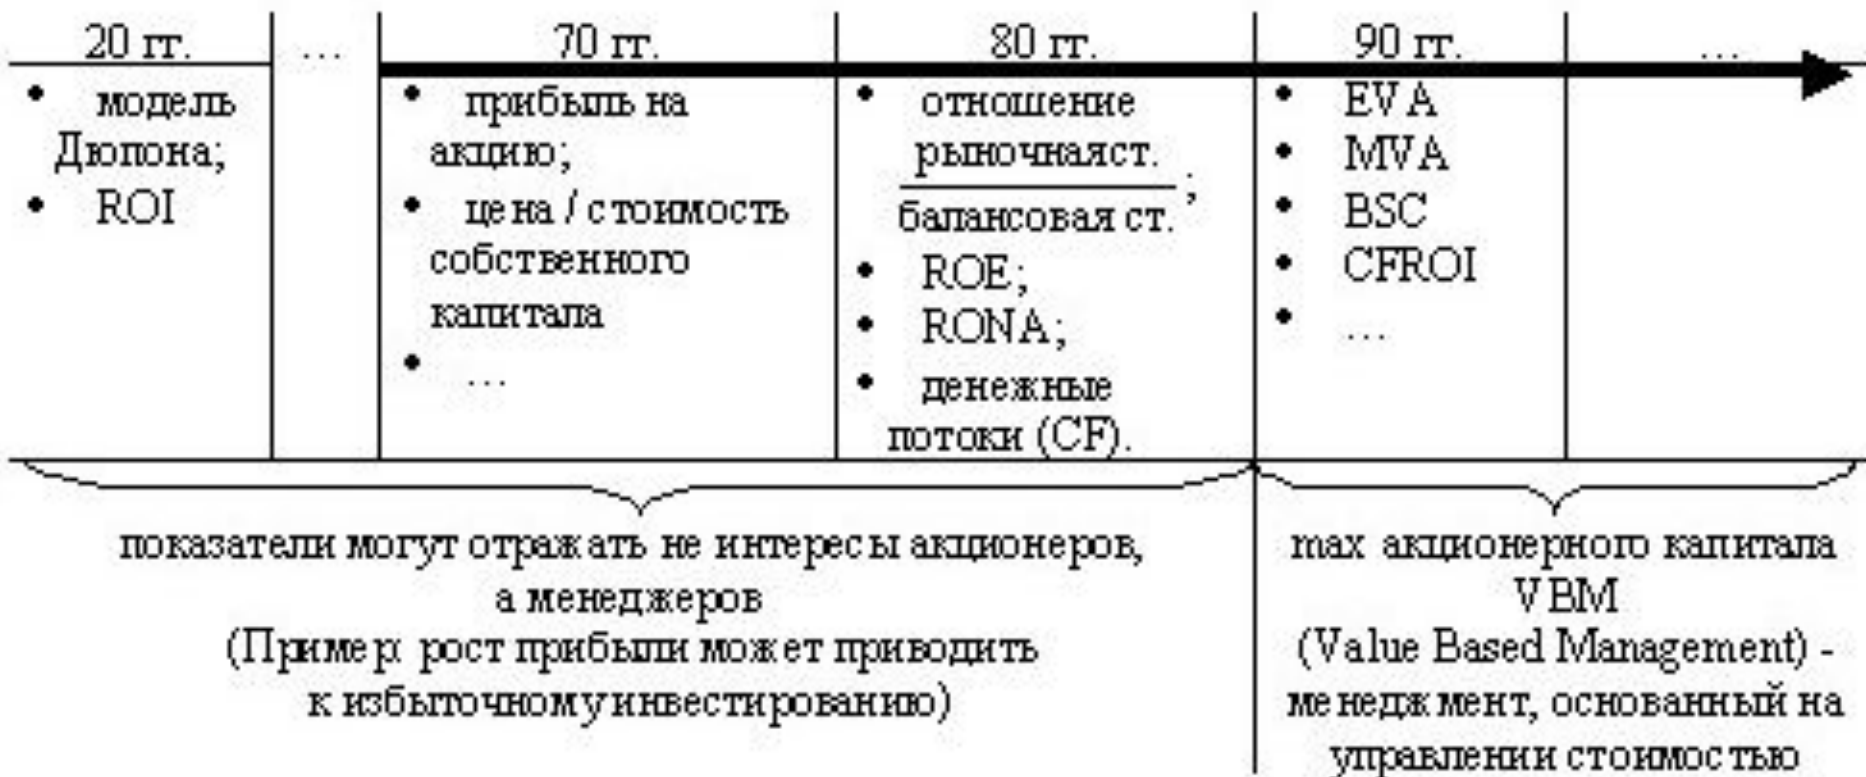 20 гг.
...
70 гг.
80 гг.
90 гг.
...
• модель
Дюпона;
• ROI
• прибыль на
акцию;
• цена / стоимость
собственного
капитала
• ...
• отношение
рыночнаяст.
балансовая ст. ;
• ROE;
• RONA;
• денежные
потоки (CF).
• EVA
• MVA
• BSC
• CFROI
• ...
показатели могут отражать не интересы акционеров,
а менеджеров
(Пример: рост прибыли может приводить
к избыточному инвестированию)
max акционерного капитала
VBM
(Value Based Management) -
менеджмент, основанный на
управлении стоимостью